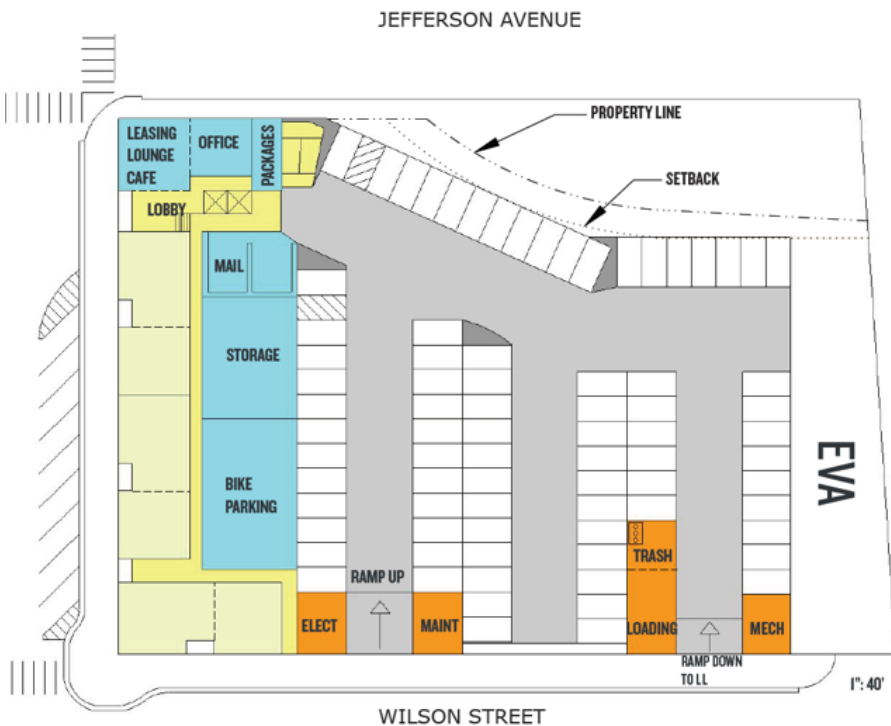 JEFFERSON AVENUE
PROPERTY LINE
LEASING
LOUNGE
CAFE
OFFICE
PACKAGES
SETBACK
LOBBY
MAIL
STORAGE
BIKE
PARKING
EVA
TRASH
RAMP UP
ELECT
MAINT
LOADING
MECH
RAMP DOWN
TO LL
1": 40'
WILSON STREET